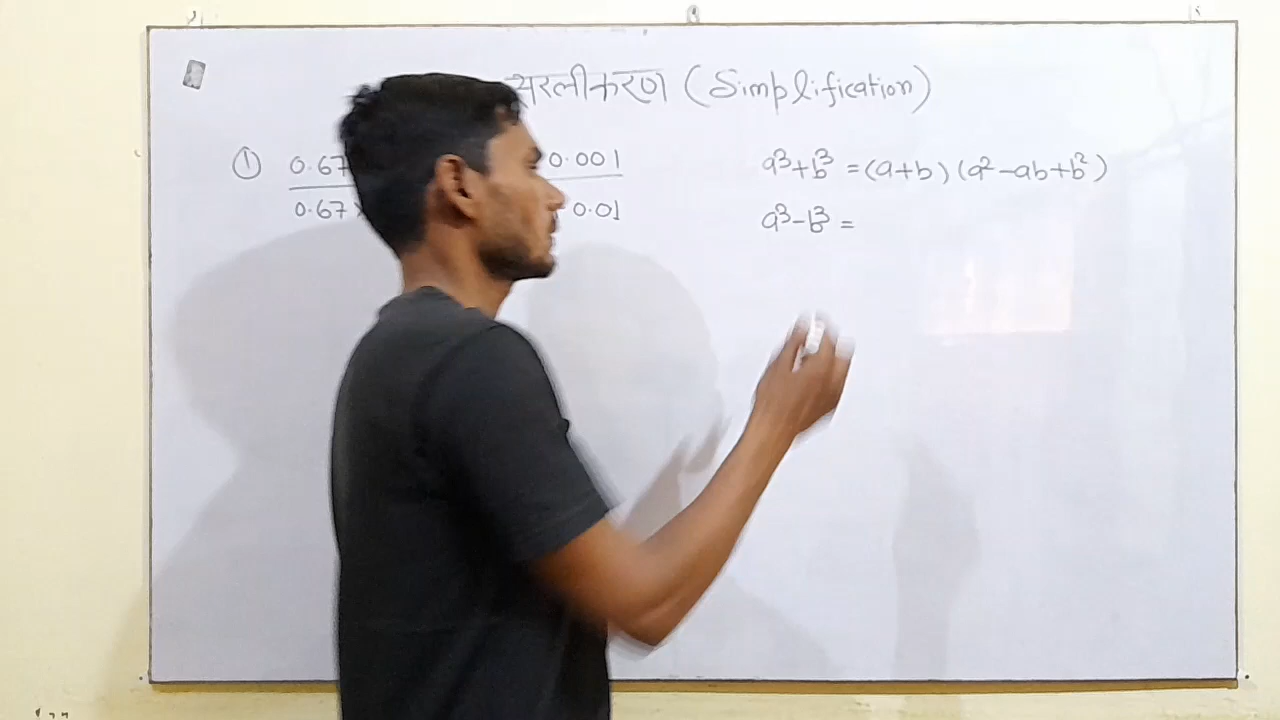 सरलीकरण (Simplification)
① 0.67 0.001
0.67 0.01
a³+b³ = (a+b) (a²-ab+b²)
a³-b³ =